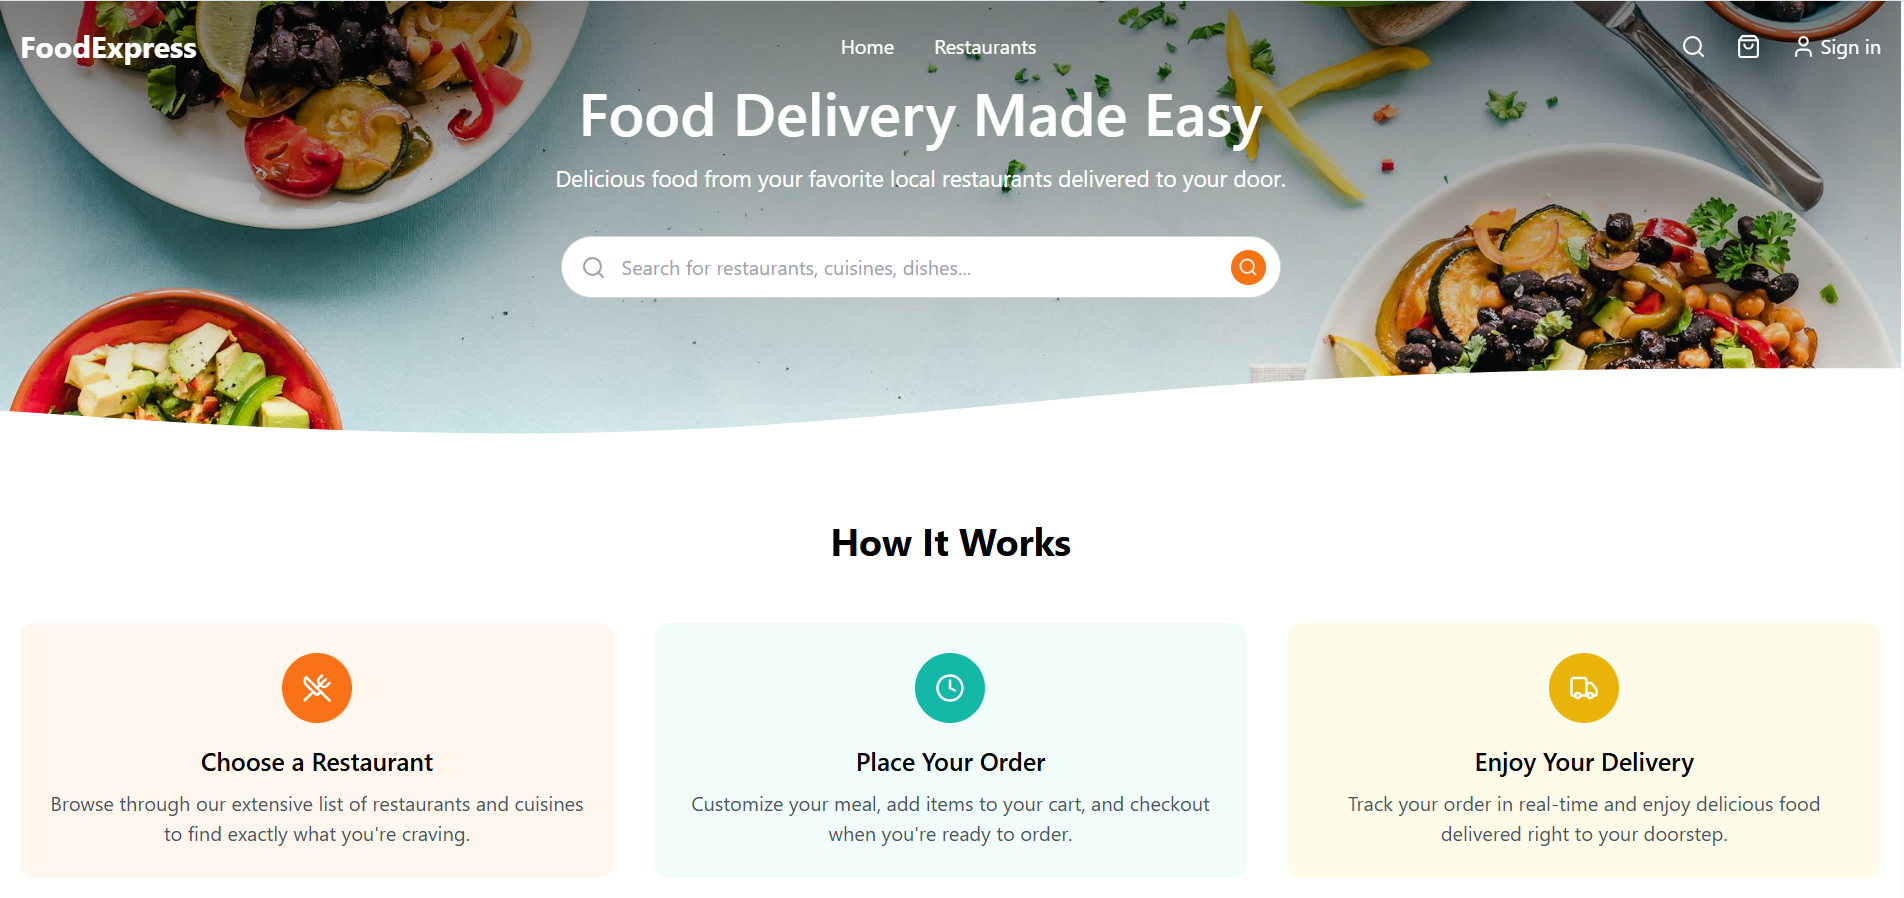 FoodExpress
Home
Restaurants
Sign in
Food Delivery Made Easy
Delicious food from your favorite local restaurants delivered to your door.
Search for restaurants, cuisines, dishes...
How It Works
Choose a Restaurant
Browse through our extensive list of restaurants and cuisines
to find exactly what you're craving.
Place Your Order
Customize your meal, add items to your cart, and checkout
when you're ready to order.
Enjoy Your Delivery
Track your order in real-time and enjoy delicious food
delivered right to your doorstep.